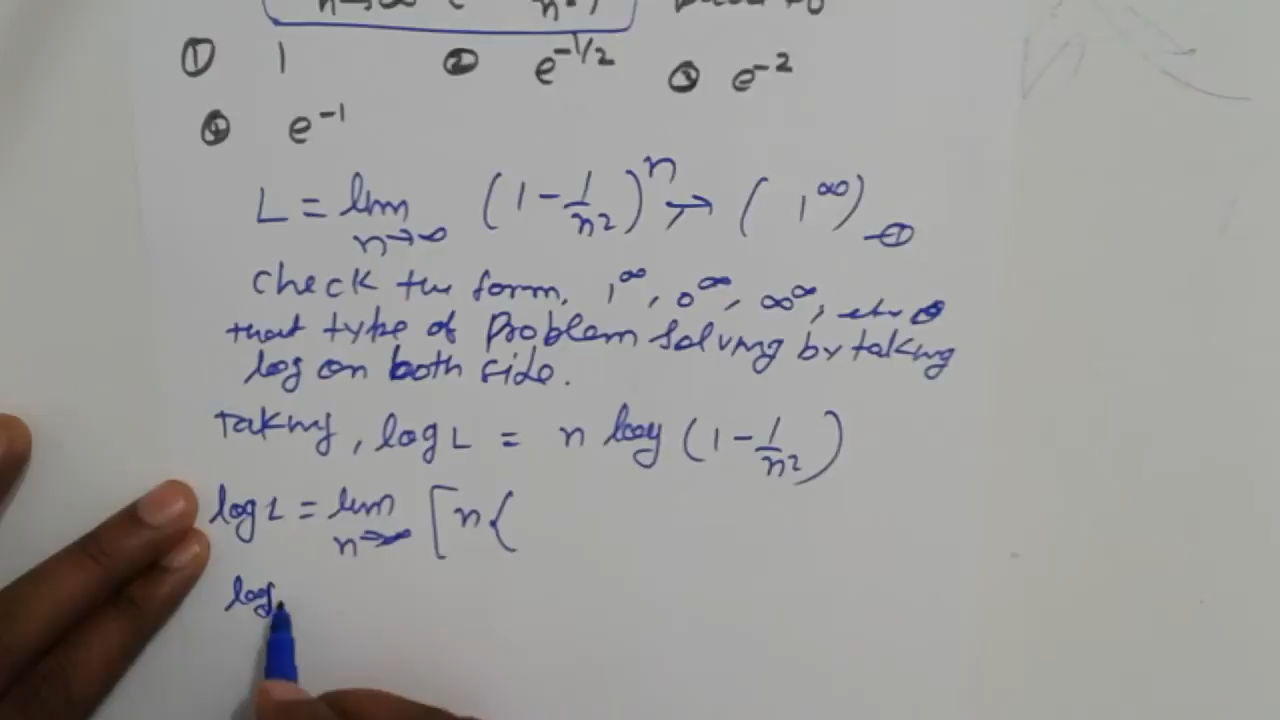 n→∞ ( n² )
① 1 ② e^{-1/2} ③ e^{-2}
④ e^{-1}
L = lim_{n→∞} (1 - 1/n²)^n → (1^∞) —①
check the form, 1^∞, 0^∞, ∞^∞, etc
that type of problem solving by taking
log on both side.
Taking, log L = n log (1 - 1/n²)
log L = lim_{n→∞} [n{
log